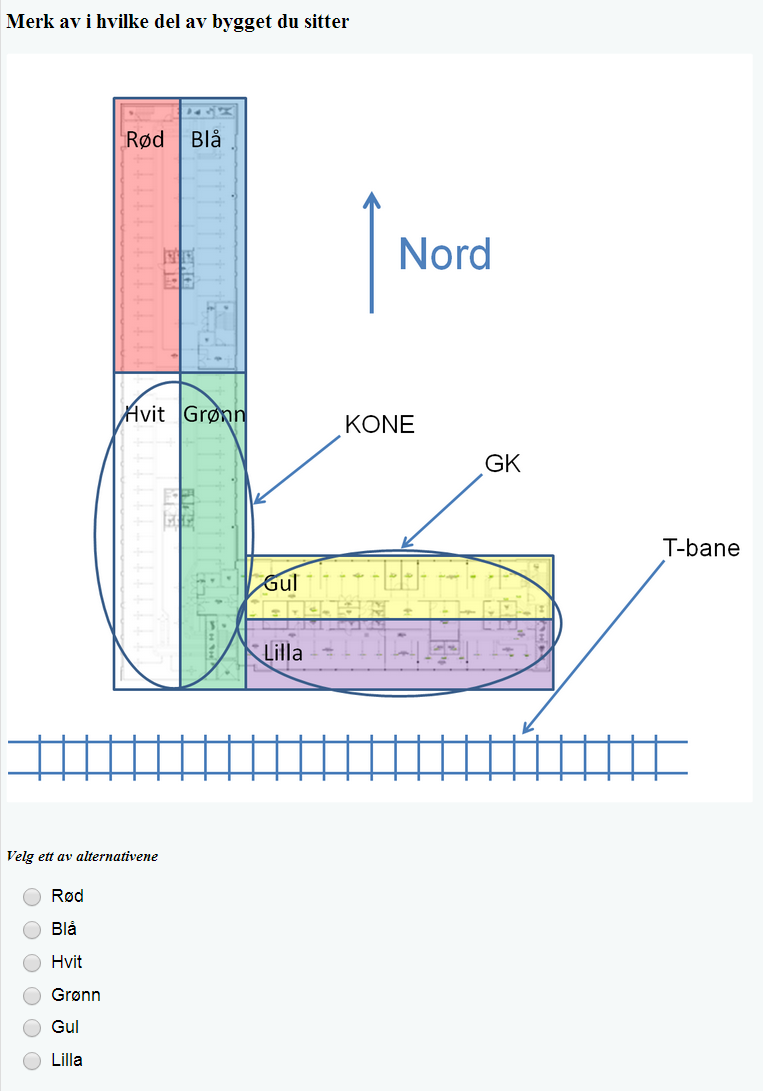 Merk av i hvilke del av bygget du sitter
Rød Blå
Nord
Hvit Grønn
KONE
GK
T-bane
Gul
Lilla
Velg ett av alternativene
Rød
Blå
Hvit
Grønn
Gul
Lilla